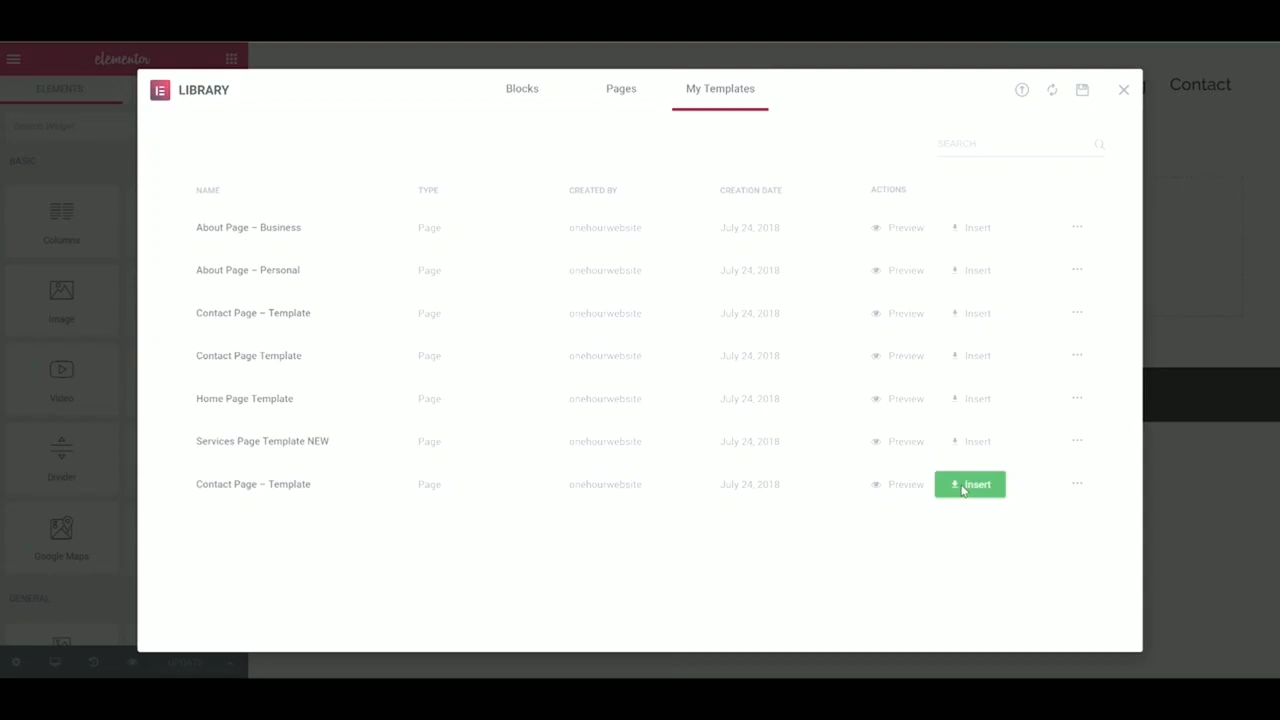 elementor
ELEMENTS
Search Widget
BASIC
Columns
Image
Video
Divider
Google Maps
GENERAL
UPDATE
Contact
LIBRARY
Blocks Pages My Templates
SEARCH
NAME TYPE CREATED BY CREATION DATE ACTIONS
About Page – Business Page onehourwebsite July 24, 2018 Preview Insert
About Page – Personal Page onehourwebsite July 24, 2018 Preview Insert
Contact Page – Template Page onehourwebsite July 24, 2018 Preview Insert
Contact Page Template Page onehourwebsite July 24, 2018 Preview Insert
Home Page Template Page onehourwebsite July 24, 2018 Preview Insert
Services Page Template NEW Page onehourwebsite July 24, 2018 Preview Insert
Contact Page – Template Page onehourwebsite July 24, 2018 Preview Insert